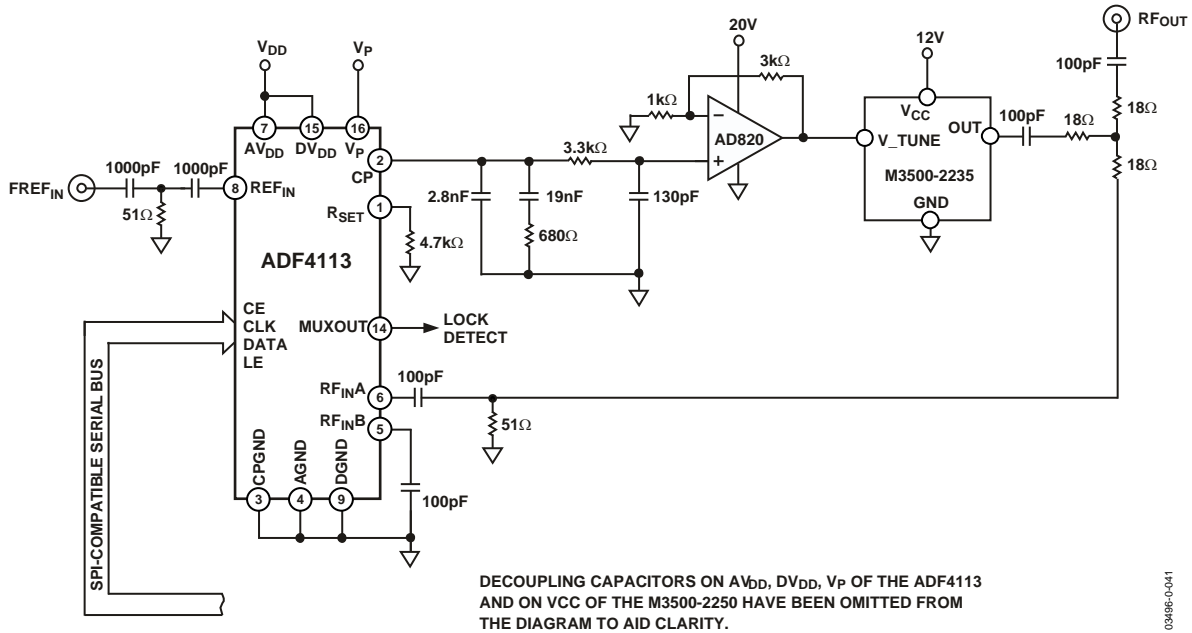 RFOUT
20V
12V
VDD
VP
100pF
3kΩ
1kΩ
18Ω
7
15
16
VCC
100pF
18Ω
AVDD
DVDD
VP
−
AD820
+
V_TUNE
OUT
2
CP
3.3kΩ
M3500-2235
18Ω
1000pF
1000pF
FREFIN
8
REFIN
2.8nF
19nF
130pF
GND
1
RSET
51Ω
680Ω
4.7kΩ
ADF4113
CE
CLK
DATA
LE
MUXOUT
14
LOCK
DETECT
SPI-COMPATIBLE SERIAL BUS
100pF
RFINA
6
RFINB
5
51Ω
CPGND
AGND
DGND
3
4
9
100pF
DECOUPLING CAPACITORS ON AVDD, DVDD, VP OF THE ADF4113
AND ON VCC OF THE M3500-2250 HAVE BEEN OMITTED FROM
THE DIAGRAM TO AID CLARITY.
03496-0-041